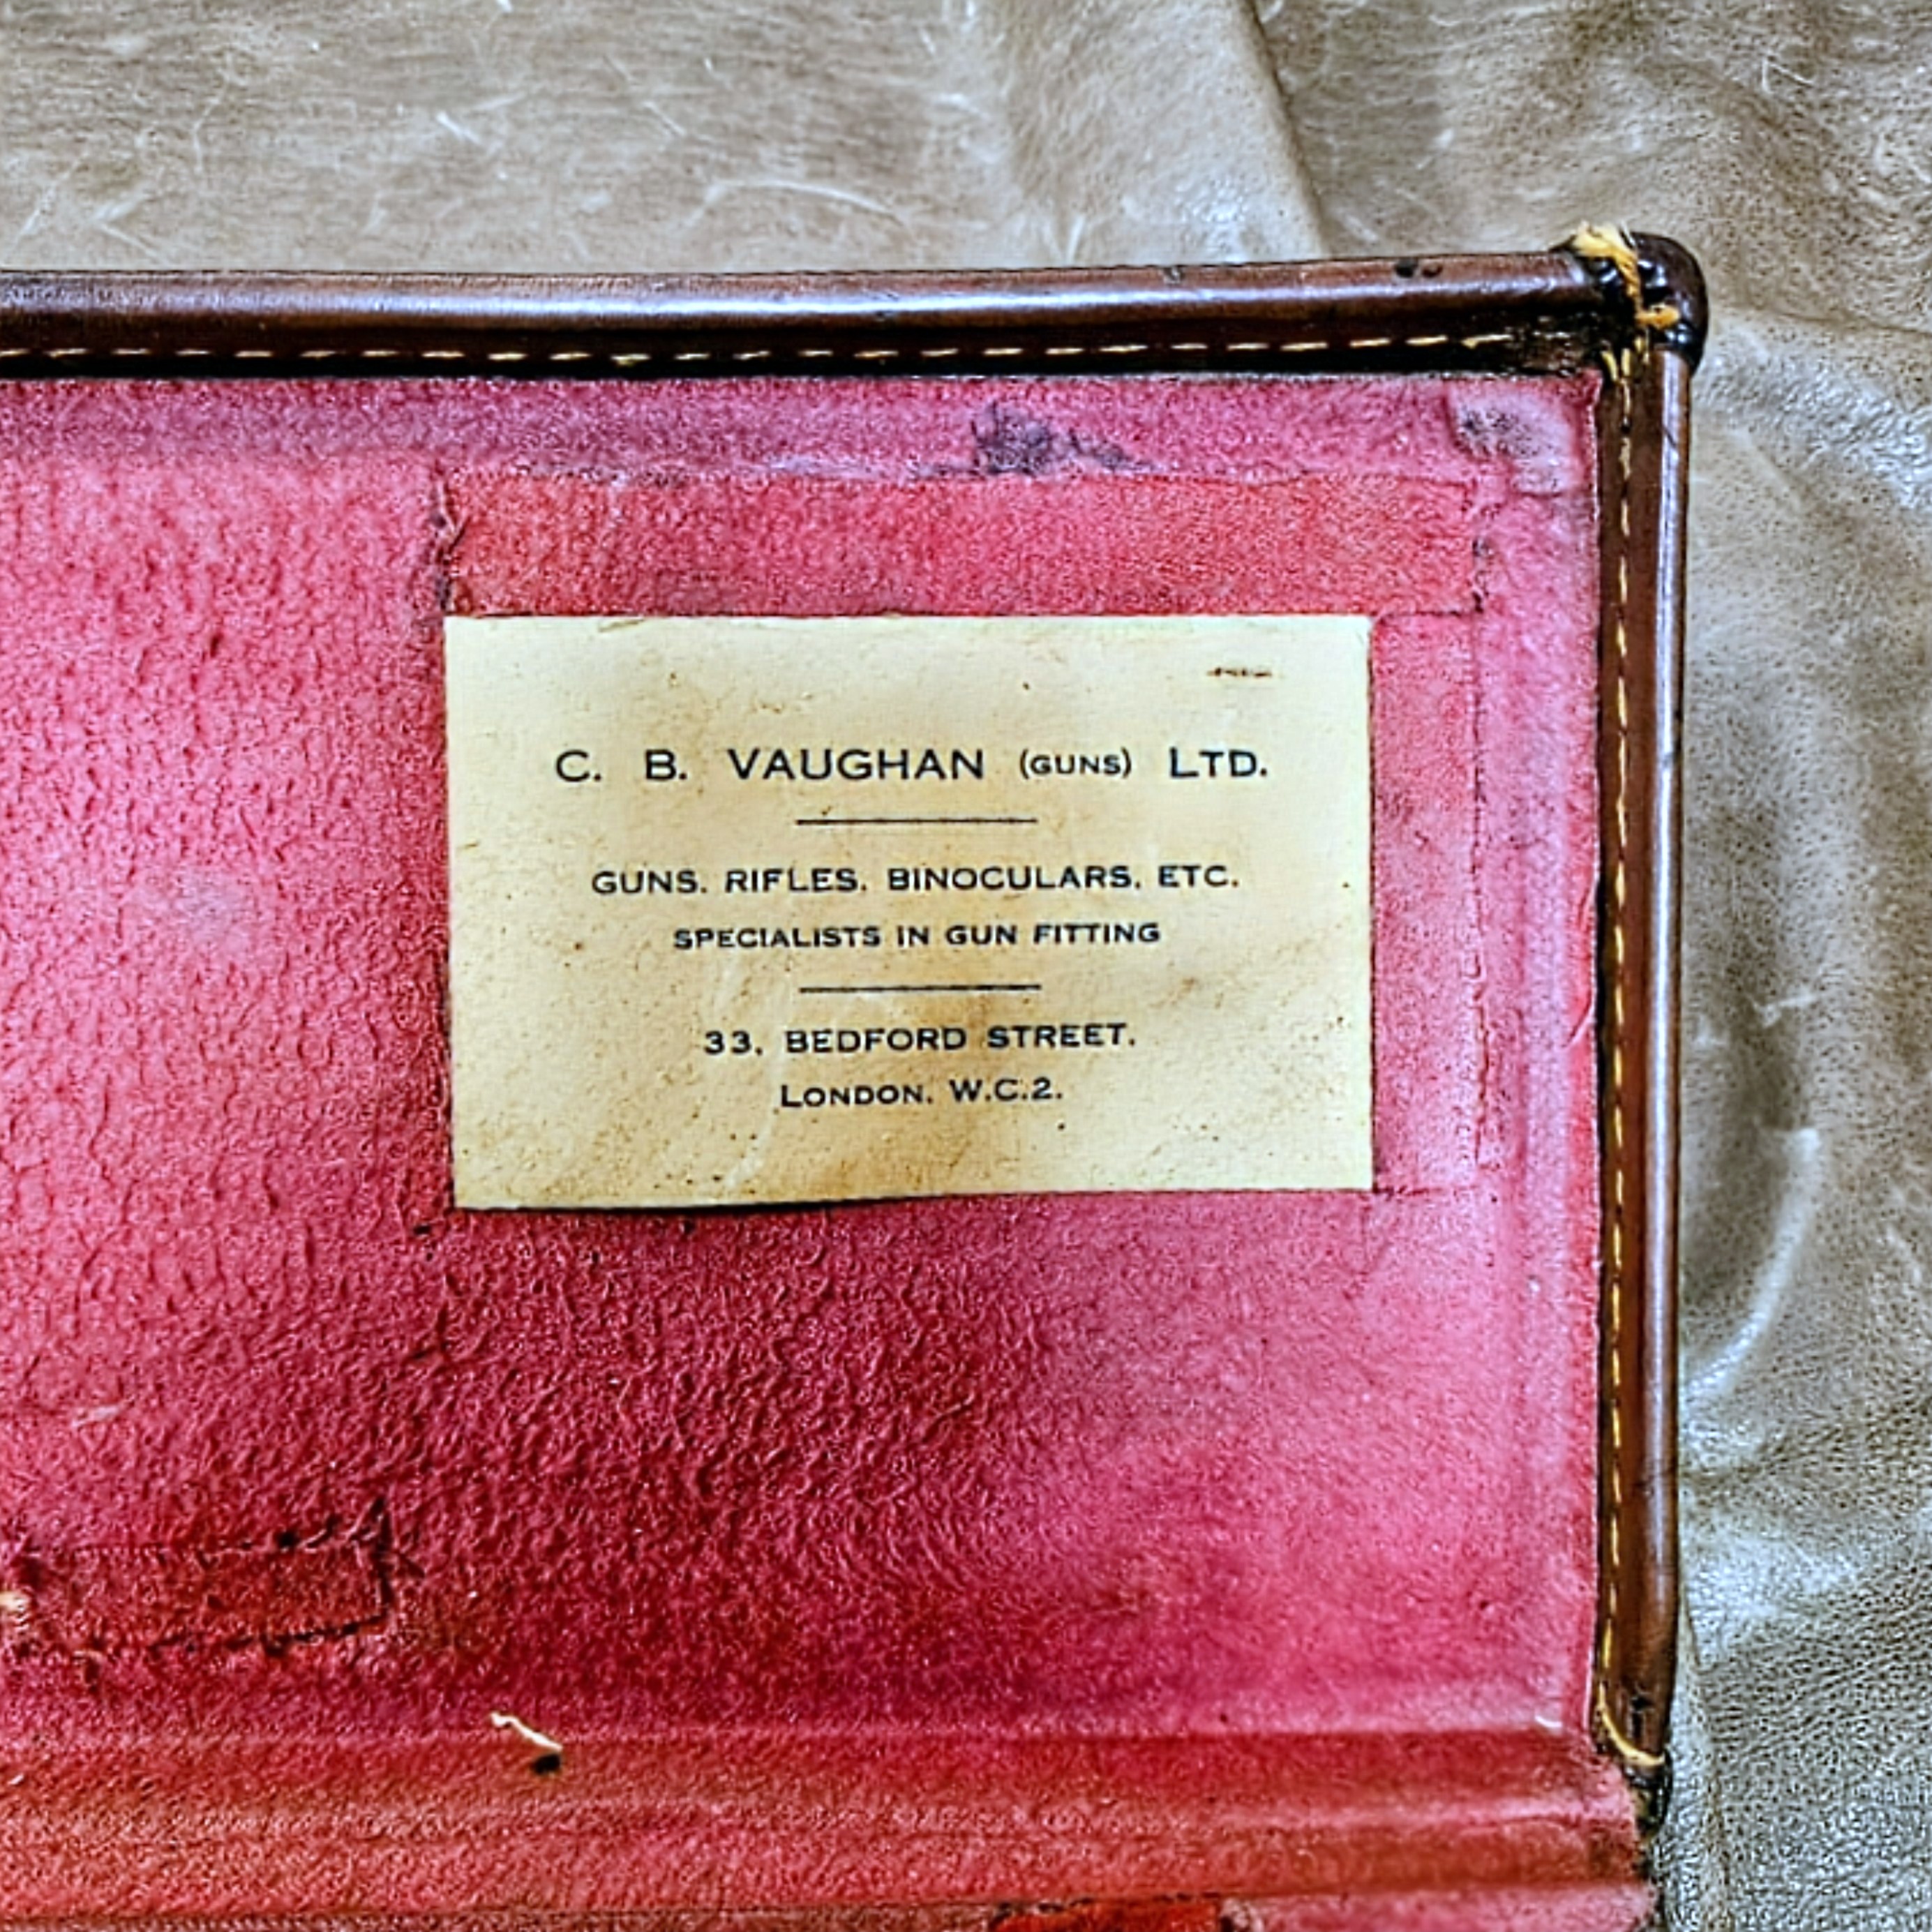 C. B. VAUGHAN (GUNS) LTD.
GUNS. RIFLES. BINOCULARS. ETC.
SPECIALISTS IN GUN FITTING
33, BEDFORD STREET.
LONDON. W.C.2.